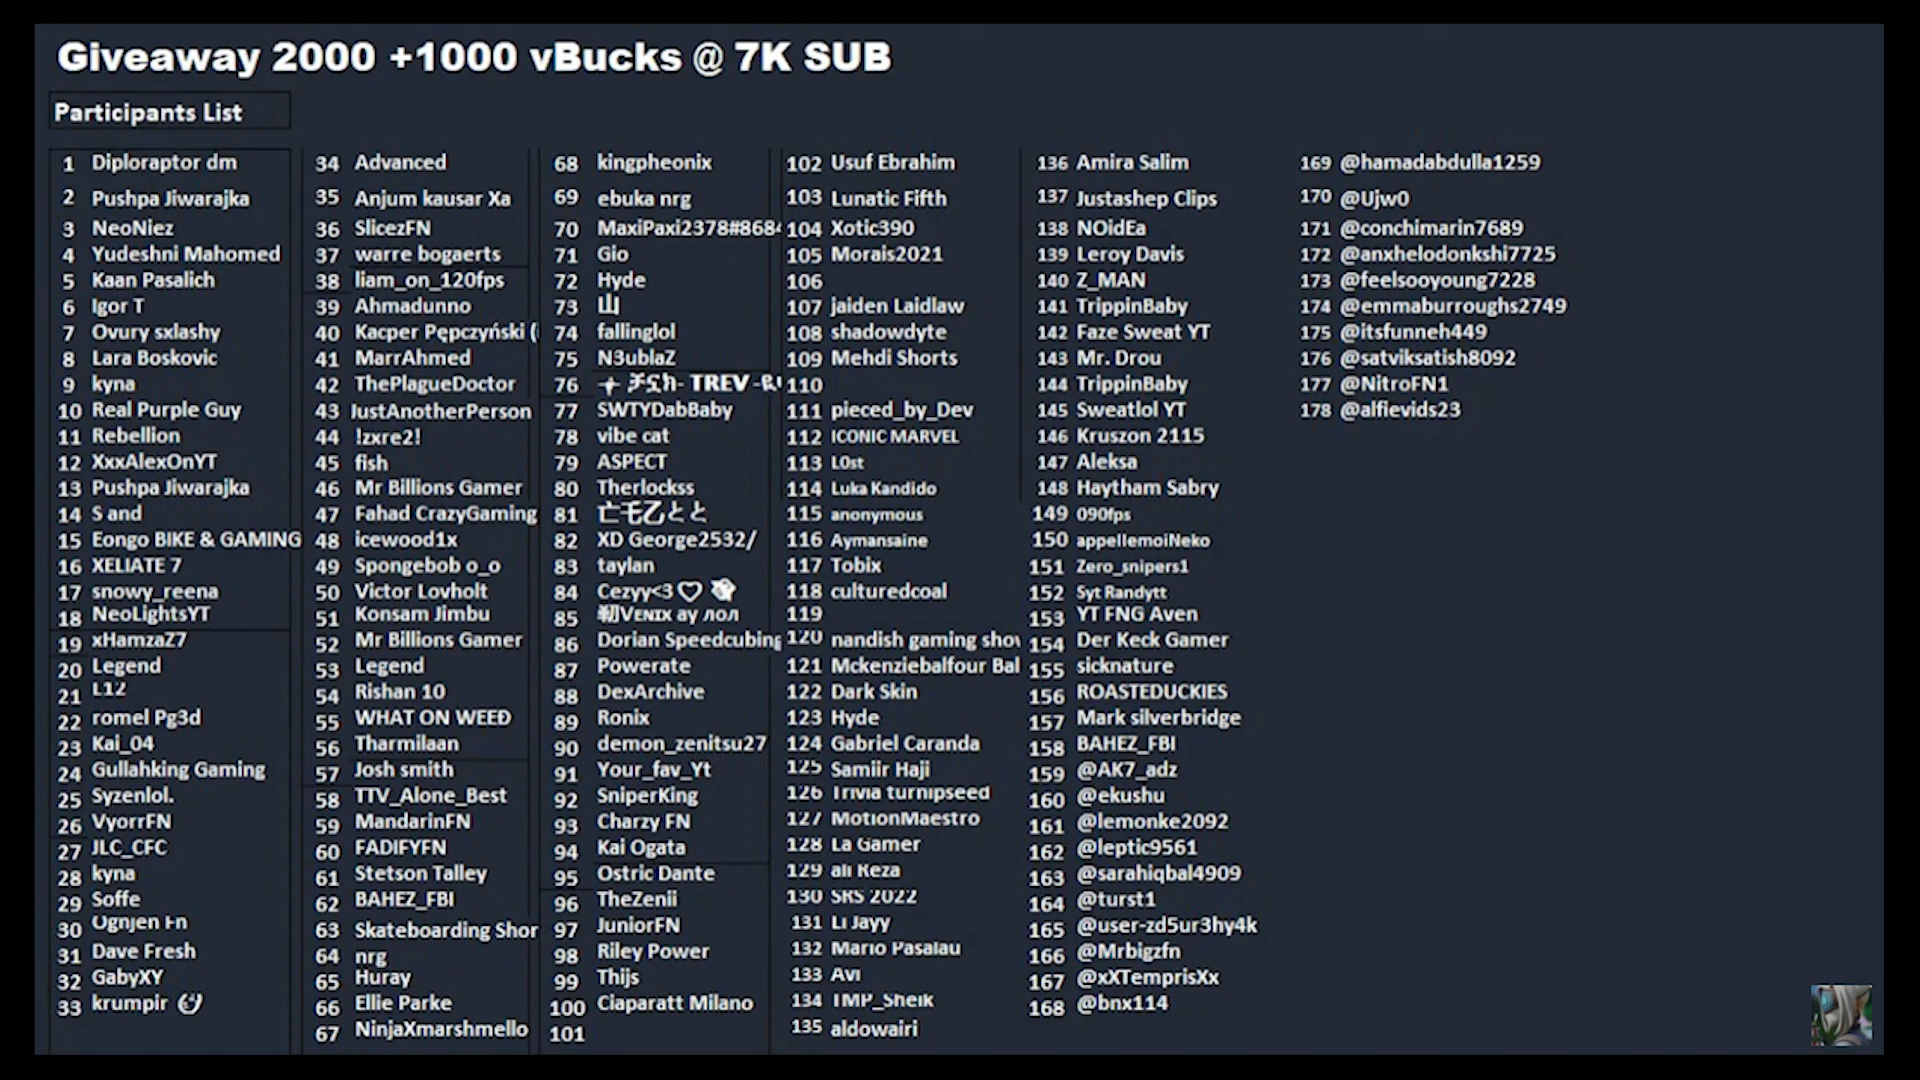 Giveaway 2000 +1000 vBucks @ 7K SUB
Participants List
1 Diploraptor dm
2 Pushpa Jiwarajka
3 NeoNiez
4 Yudeshni Mahomed
5 Kaan Pasalich
6 Igor T
7 Ovury sxlashy
8 Lara Boskovic
9 kyna
10 Real Purple Guy
11 Rebellion
12 XxxAlexOnYT
13 Pushpa Jiwarajka
14 S and
15 Eongo BIKE & GAMING
16 XELIATE 7
17 snowy_reena
18 NeoLightsYT
19 xHamzaZ7
20 Legend
21 L12
22 romel Pg3d
23 Kai_04
24 Gullahking Gaming
25 Syzenlol.
26 VyorrFN
27 JLC_CFC
28 kyna
29 Soffe
30 Ognjen Fn
31 Dave Fresh
32 GabyXY
33 krumpir
34 Advanced
35 Anjum kausar Xa
36 SlicezFN
37 warre bogaerts
38 liam_on_120fps
39 Ahmadunno
40 Kacper Pępczyński (
41 MarrAhmed
42 ThePlagueDoctor
43 JustAnotherPerson
44 !zxre2!
45 fish
46 Mr Billions Gamer
47 Fahad CrazyGaming
48 icewood1x
49 Spongebob o_o
50 Victor Lovholt
51 Konsam Jimbu
52 Mr Billions Gamer
53 Legend
54 Rishan 10
55 WHAT ON WEEĐ
56 Tharmilaan
57 Josh smith
58 TTV_Alone_Best
59 MandarinFN
60 FADIFYFN
61 Stetson Talley
62 BAHEZ_FBI
63 Skateboarding Shor
64 nrg
65 Huray
66 Ellie Parke
67 NinjaXmarshmello
68 kingpheonix
69 ebuka nrg
70 MaxiPaxi2378#8684
71 Gio
72 Hyde
73 山
74 fallinglol
75 N3ublaZ
76 TREV
77 SWTYDabBaby
78 vibe cat
79 ASPECT
80 Therlockss
81 亡毛乙とと
82 XD George2532/
83 taylan
84 Cezyy<3 ♡
85 Vᴇɴɪx ay лол
86 Dorian Speedcubing
87 Powerate
88 DexArchive
89 Ronix
90 demon_zenitsu27
91 Your_fav_Yt
92 SniperKing
93 Charzy FN
94 Kai Ogata
95 Ostric Dante
96 TheZenii
97 JuniorFN
98 Riley Power
99 Thijs
100 Ciaparatt Milano
101
102 Usuf Ebrahim
103 Lunatic Fifth
104 Xotic390
105 Morais2021
106
107 jaiden Laidlaw
108 shadowdyte
109 Mehdi Shorts
110
111 pieced_by_Dev
112 ICONIC MARVEL
113 L0st
114 Luka Kandido
115 anonymous
116 Aymansaine
117 Tobix
118 culturedcoal
119
120 nandish gaming shov
121 Mckenziebalfour Bal
122 Dark Skin
123 Hyde
124 Gabriel Caranda
125 Samiir Haji
126 Trivia turnipseed
127 MotionMaestro
128 La Gamer
129 ali Reza
130 SRS 2022
131 Li Jayy
132 Mario Pasalau
133 Avi
134 TMP_Sheik
135 aldowairi
136 Amira Salim
137 Justashep Clips
138 NOidEa
139 Leroy Davis
140 Z_MAN
141 TrippinBaby
142 Faze Sweat YT
143 Mr. Drou
144 TrippinBaby
145 Sweatlol YT
146 Kruszon 2115
147 Aleksa
148 Haytham Sabry
149 090fps
150 appellemoiNeko
151 Zero_snipers1
152 Syt Randytt
153 YT FNG Aven
154 Der Keck Gamer
155 sicknature
156 ROASTEDUCKIES
157 Mark silverbridge
158 BAHEZ_FBI
159 @AK7_adz
160 @ekushu
161 @lemonke2092
162 @leptic9561
163 @sarahiqbal4909
164 @turst1
165 @user-zd5ur3hy4k
166 @Mrbigzfn
167 @xXTemprisXx
168 @bnx114
169 @hamadabdulla1259
170 @Ujw0
171 @conchimarin7689
172 @anxhelodonkshi7725
173 @feelsooyoung7228
174 @emmaburroughs2749
175 @itsfunneh449
176 @satviksatish8092
177 @NitroFN1
178 @alfievids23